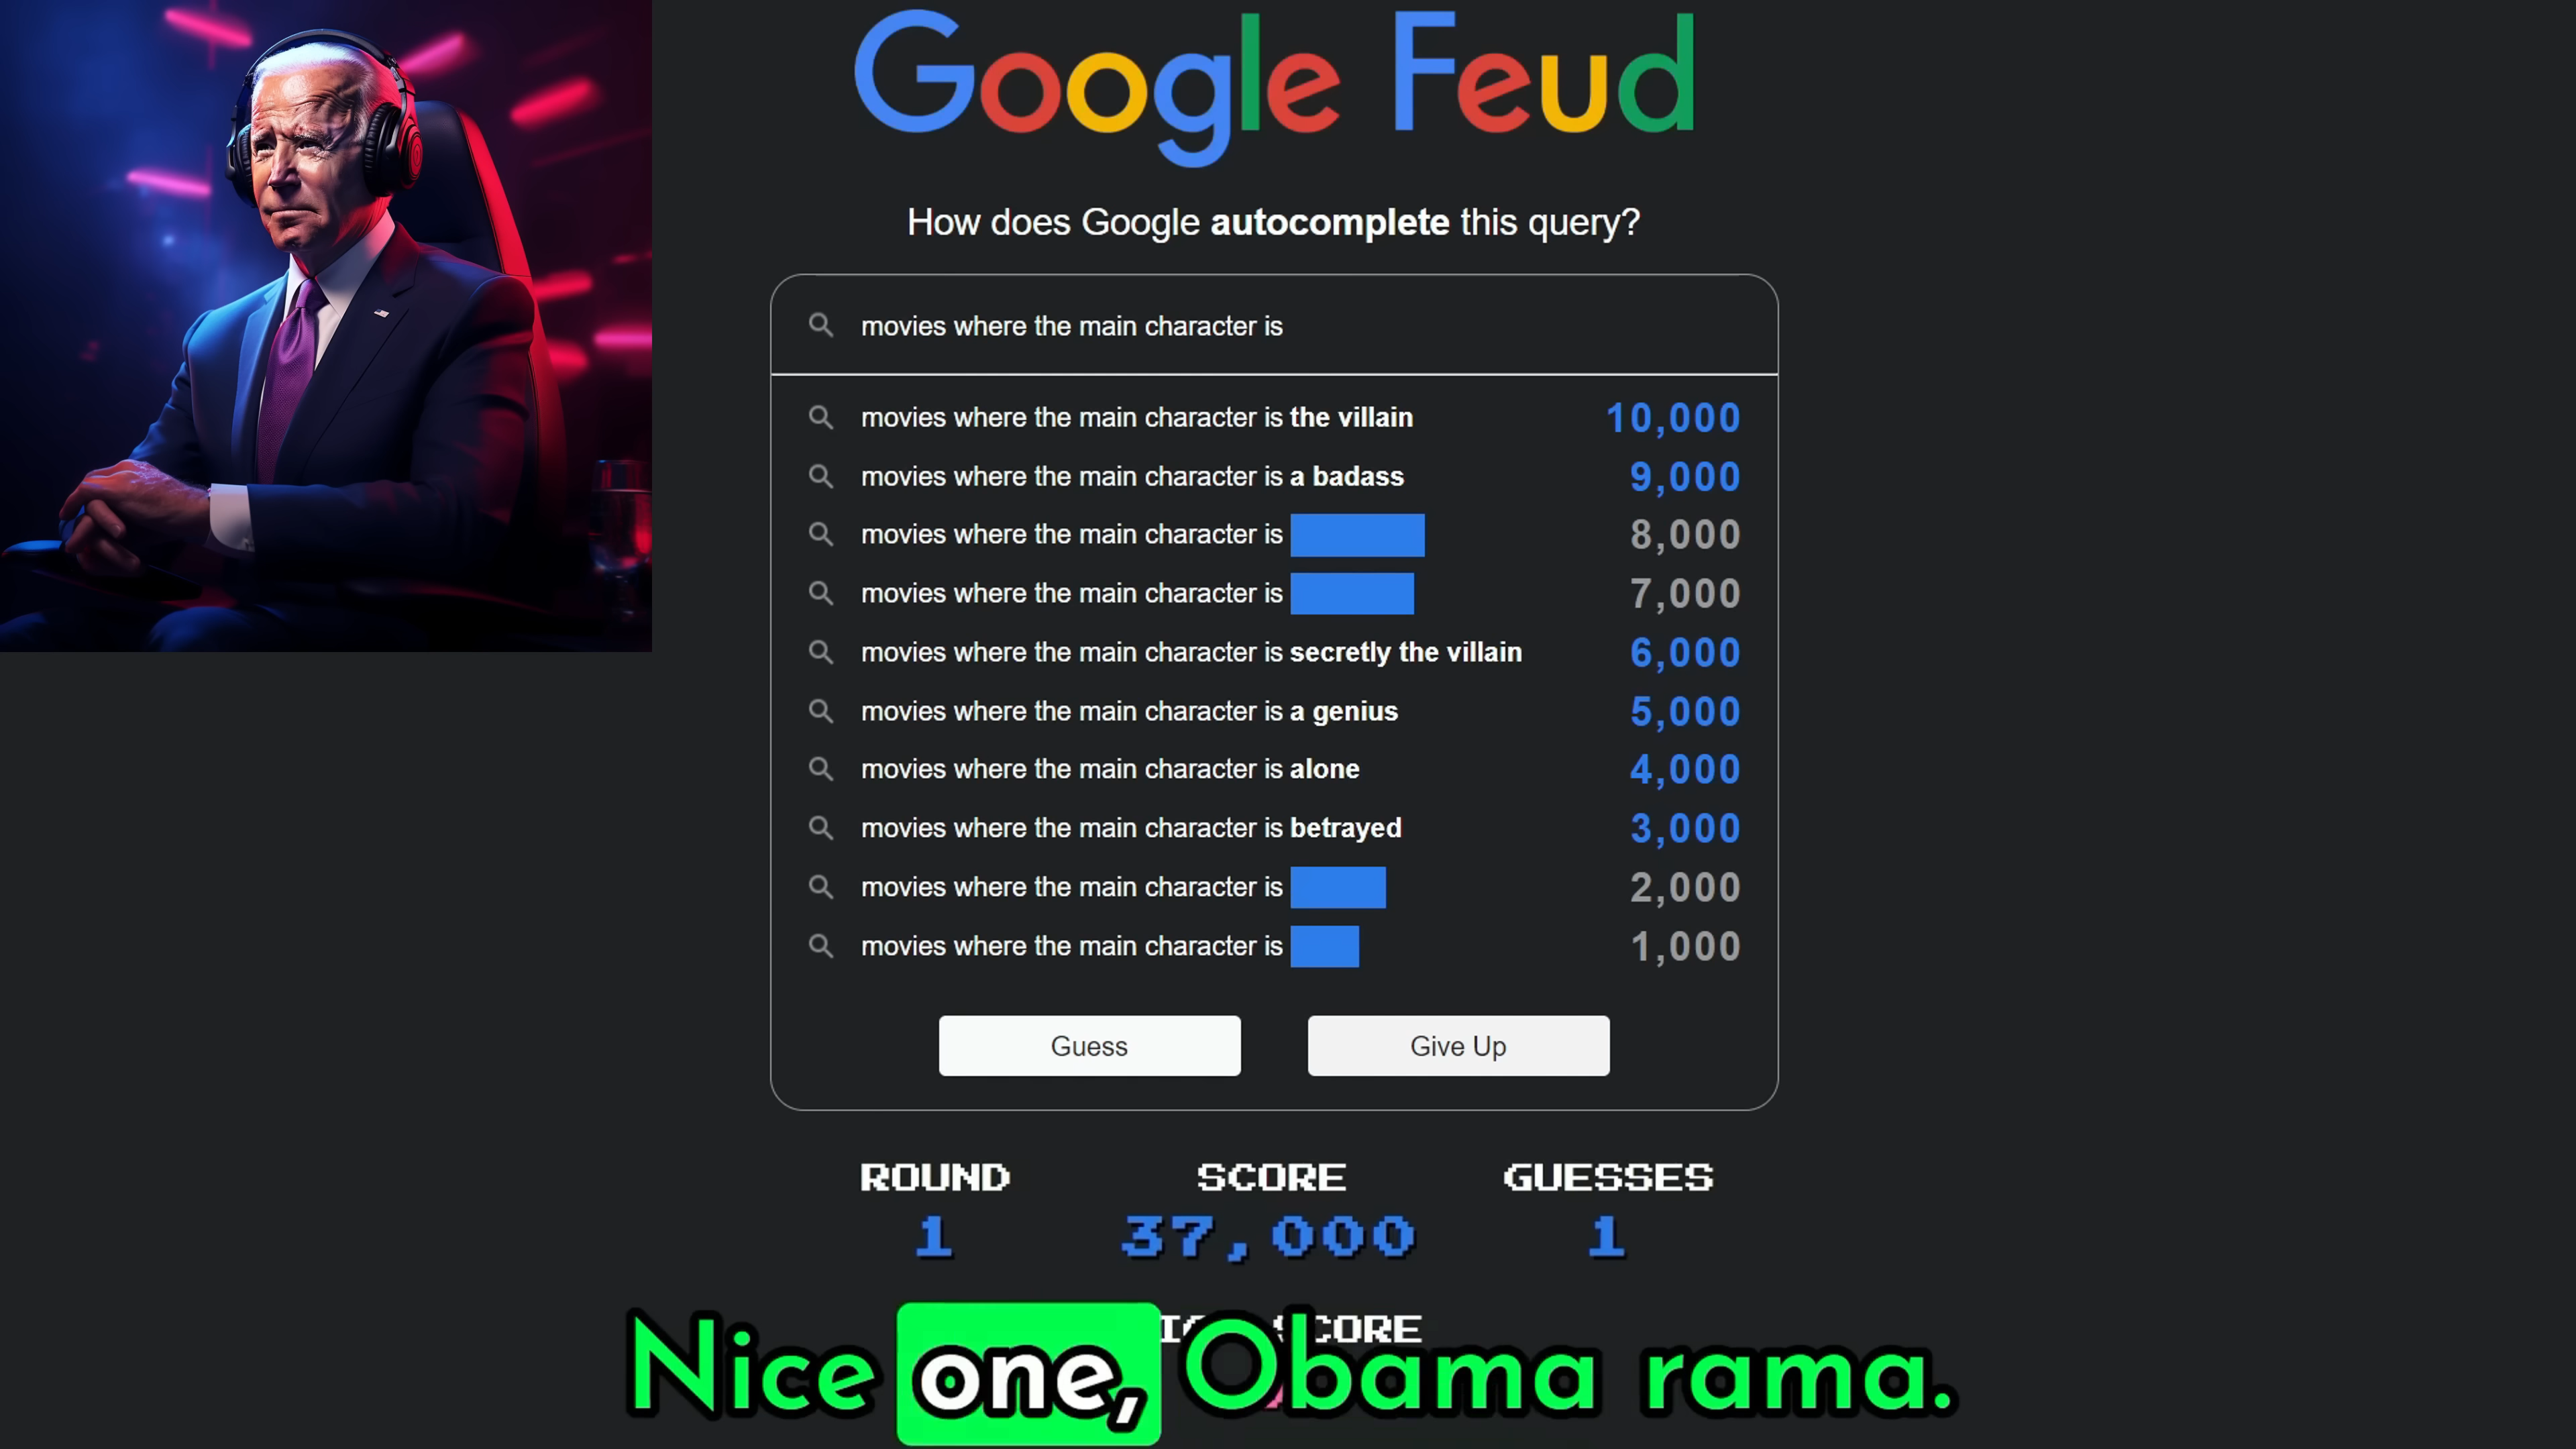 Google Feud
How does Google autocomplete this query?
movies where the main character is
movies where the main character is the villain 10,000
movies where the main character is a badass 9,000
movies where the main character is 8,000
movies where the main character is 7,000
movies where the main character is secretly the villain 6,000
movies where the main character is a genius 5,000
movies where the main character is alone 4,000
movies where the main character is betrayed 3,000
movies where the main character is 2,000
movies where the main character is 1,000
Guess Give Up
ROUND SCORE GUESSES
1 37,000 1
Nice one, Obama rama.